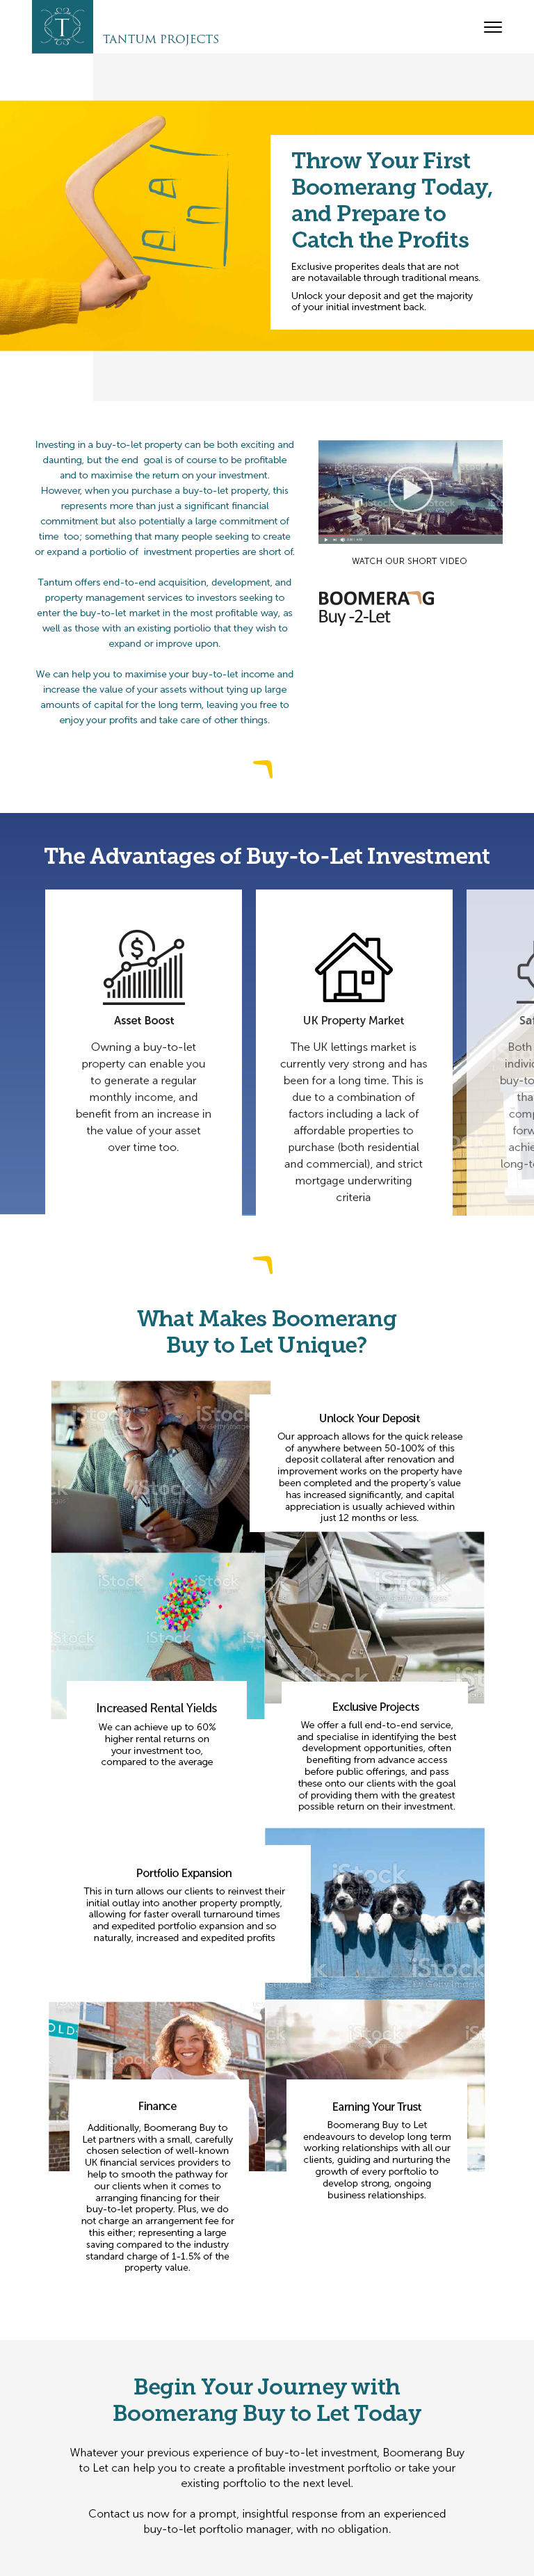 T
TANTUM PROJECTS
Throw Your First
Boomerang Today,
and Prepare to
Catch the Profits
Exclusive properites deals that are not
are notavailable through traditional means.
Unlock your deposit and get the majority
of your initial investment back.
Investing in a buy-to-let property can be both exciting and
daunting, but the end goal is of course to be profitable
and to maximise the return on your investment.
However, when you purchase a buy-to-let property, this
represents more than just a significant financial
commitment but also potentially a large commitment of
time too; something that many people seeking to create
or expand a portiolio of investment properties are short of.
Tantum offers end-to-end acquisition, development, and
property management services to investors seeking to
enter the buy-to-let market in the most profitable way, as
well as those with an existing portiolio that they wish to
expand or improve upon.
We can help you to maximise your buy-to-let income and
increase the value of your assets without tying up large
amounts of capital for the long term, leaving you free to
enjoy your profits and take care of other things.
iStock
WATCH OUR SHORT VIDEO
BOOMERANG
Buy -2-Let
The Advantages of Buy-to-Let Investment
Asset Boost
Owning a buy-to-let
property can enable you
to generate a regular
monthly income, and
benefit from an increase in
the value of your asset
over time too.
UK Property Market
The UK lettings market is
currently very strong and has
been for a long time. This is
due to a combination of
factors including a lack of
affordable properties to
purchase (both residential
and commercial), and strict
mortgage underwriting
criteria
Both
What Makes Boomerang
Buy to Let Unique?
iStock
iStock
iStock
Unlock Your Deposit
Our approach allows for the quick release
of anywhere between 50-100% of this
deposit collateral after renovation and
improvement works on the property have
been completed and the property's value
has increased significantly, and capital
appreciation is usually achieved within
just 12 months or less.
iStock
iStock
iStock
iStock
iStock
Increased Rental Yields
We can achieve up to 60%
higher rental returns on
your investment too,
compared to the average
Exclusive Projects
We offer a full end-to-end service,
and specialise in identifying the best
development opportunities, often
benefiting from advance access
before public offerings, and pass
these onto our clients with the goal
of providing them with the greatest
possible return on their investment.
Portfolio Expansion
This in turn allows our clients to reinvest their
initial outlay into another property promptly,
allowing for faster overall turnaround times
and expedited portfolio expansion and so
naturally, increased and expedited profits
iStock
iStock
OLD
iStock
iStock
Finance
Additionally, Boomerang Buy to
Let partners with a small, carefully
chosen selection of well-known
UK financial services providers to
help to smooth the pathway for
our clients when it comes to
arranging financing for their
buy-to-let property. Plus, we do
not charge an arrangement fee for
this either; representing a large
saving compared to the industry
standard charge of 1-1.5% of the
property value.
Earning Your Trust
Boomerang Buy to Let
endeavours to develop long term
working relationships with all our
clients, guiding and nurturing the
growth of every portfolio to
develop strong, ongoing
business relationships.
Begin Your Journey with
Boomerang Buy to Let Today
Whatever your previous experience of buy-to-let investment, Boomerang Buy
to Let can help you to create a profitable investment porftolio or take your
existing porftolio to the next level.
Contact us now for a prompt, insightful response from an experienced
buy-to-let porftolio manager, with no obligation.